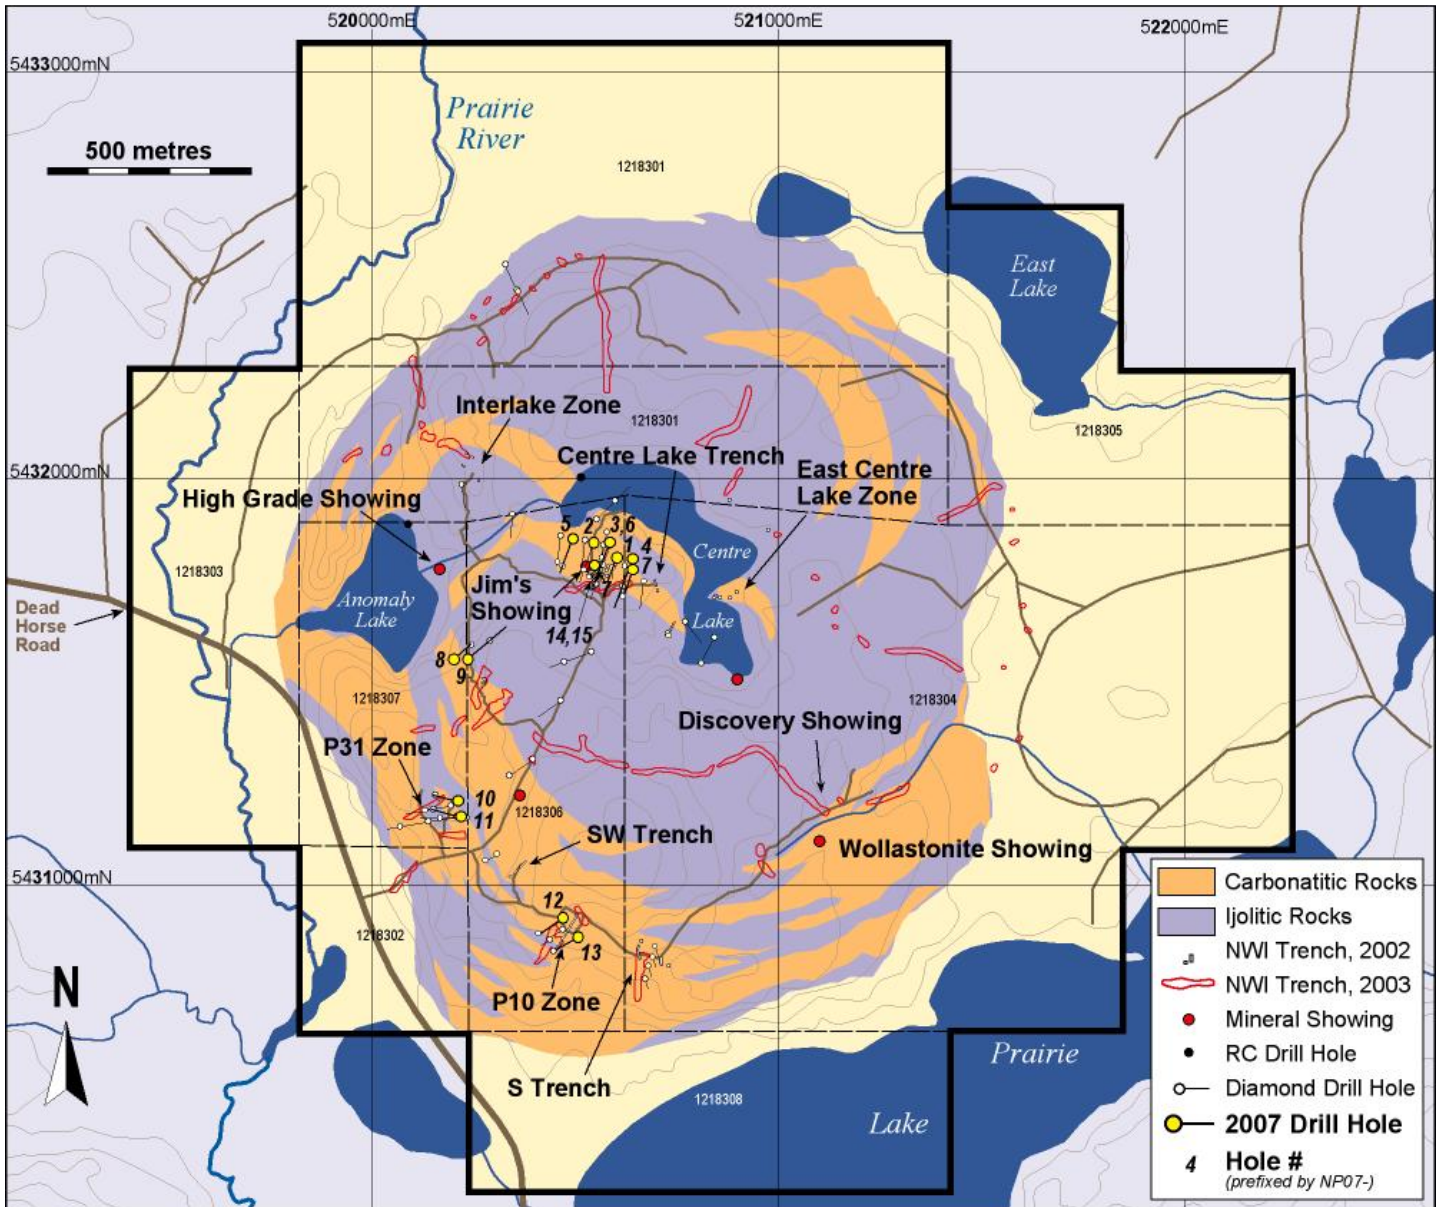 520000mE
521000mE
522000mE
5433000mN
Prairie
River
500 metres
1218301
East
Lake
Interlake Zone
1218301
1218305
Centre Lake Trench
5432000mN
East Centre
Lake Zone
High Grade Showing
5
2
3,6
1
4
Centre
7
1218303
Jim's
Showing
7
Anomaly
Lake
Dead
Horse
Road
Lake
14,15
8
9
1218307
1218304
Discovery Showing
P31 Zone
10
1218306
11
SW Trench
Wollastonite Showing
5431000mN
Carbonatitic Rocks
12
Ijolitic Rocks
1218302
13
NWI Trench, 2002
N
P10 Zone
NWI Trench, 2003
Mineral Showing
Prairie
RC Drill Hole
S Trench
Diamond Drill Hole
1218308
Lake
2007 Drill Hole
4
Hole #
(prefixed by NP07-)